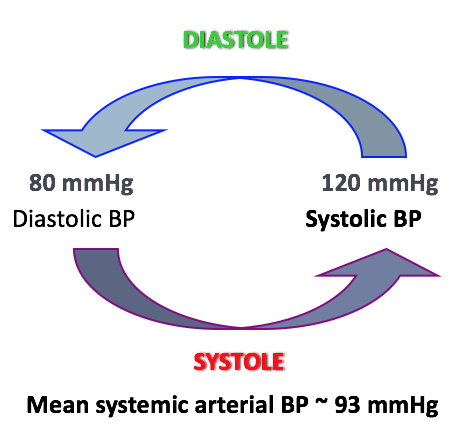 DIASTOLE
80 mmHg
120 mmHg
Diastolic BP
Systolic BP
SYSTOLE
Mean systemic arterial BP ~ 93 mmHg